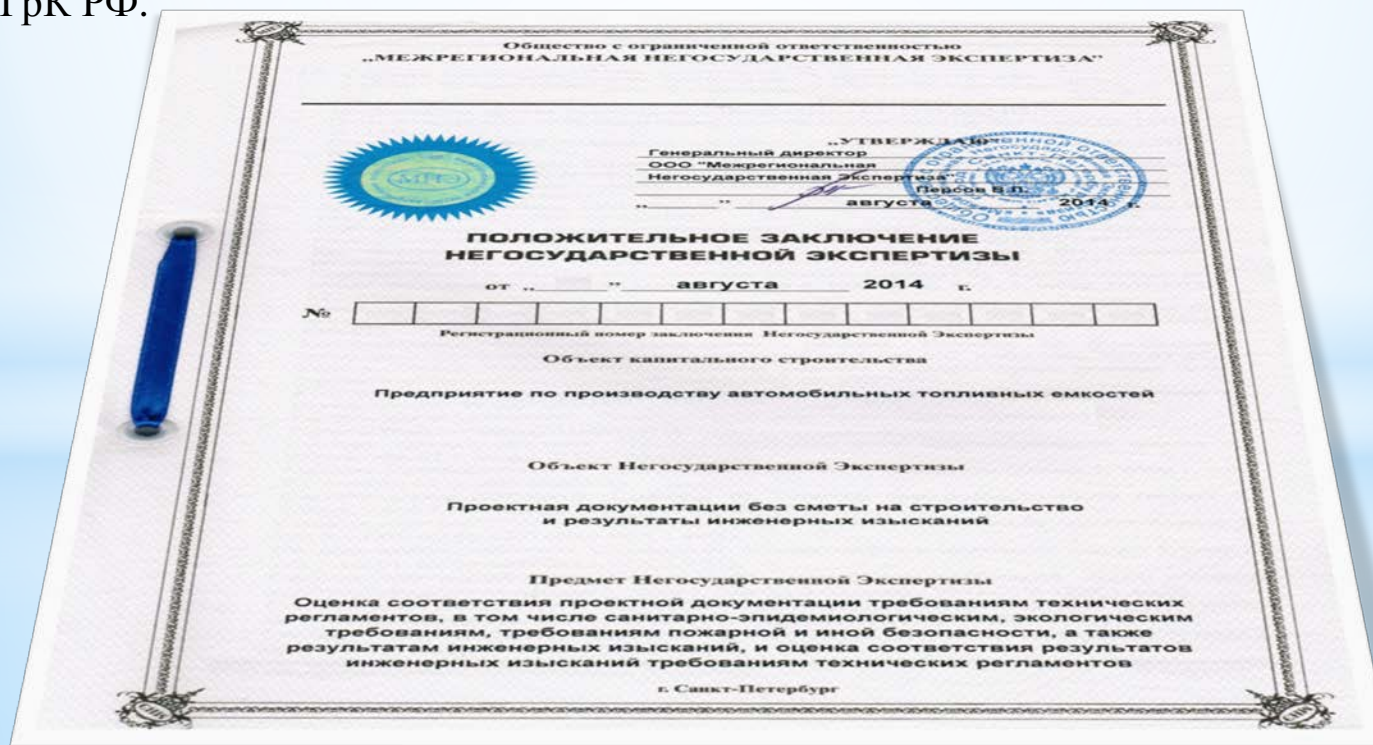 ГрК РФ.
Общество с ограниченной ответственностью
„МЕЖРЕГИОНАЛЬНАЯ НЕГОСУДАРСТВЕННАЯ ЭКСПЕРТИЗА”
„УТВЕРЖДАЮ”
Генеральный директор
ООО "Межрегиональная
Негосударственная Экспертиза"
Персов В.П.
„ ” августа 2014 г.
ПОЛОЖИТЕЛЬНОЕ ЗАКЛЮЧЕНИЕ
НЕГОСУДАРСТВЕННОЙ ЭКСПЕРТИЗЫ
от „ ” августа 2014 г.
№
Регистрационный номер заключения Негосударственной Экспертизы
Объект капитального строительства
Предприятие по производству автомобильных топливных емкостей
Объект Негосударственной Экспертизы
Проектная документации без сметы на строительство
и результаты инженерных изысканий
Предмет Негосударственной Экспертизы
Оценка соответствия проектной документации требованиям технических
регламентов, в том числе санитарно-эпидемиологическим, экологическим
требованиям, требованиям пожарной и иной безопасности, а также
результатам инженерных изысканий, и оценка соответствия результатов
инженерных изысканий требованиям технических регламентов
г. Санкт-Петербург